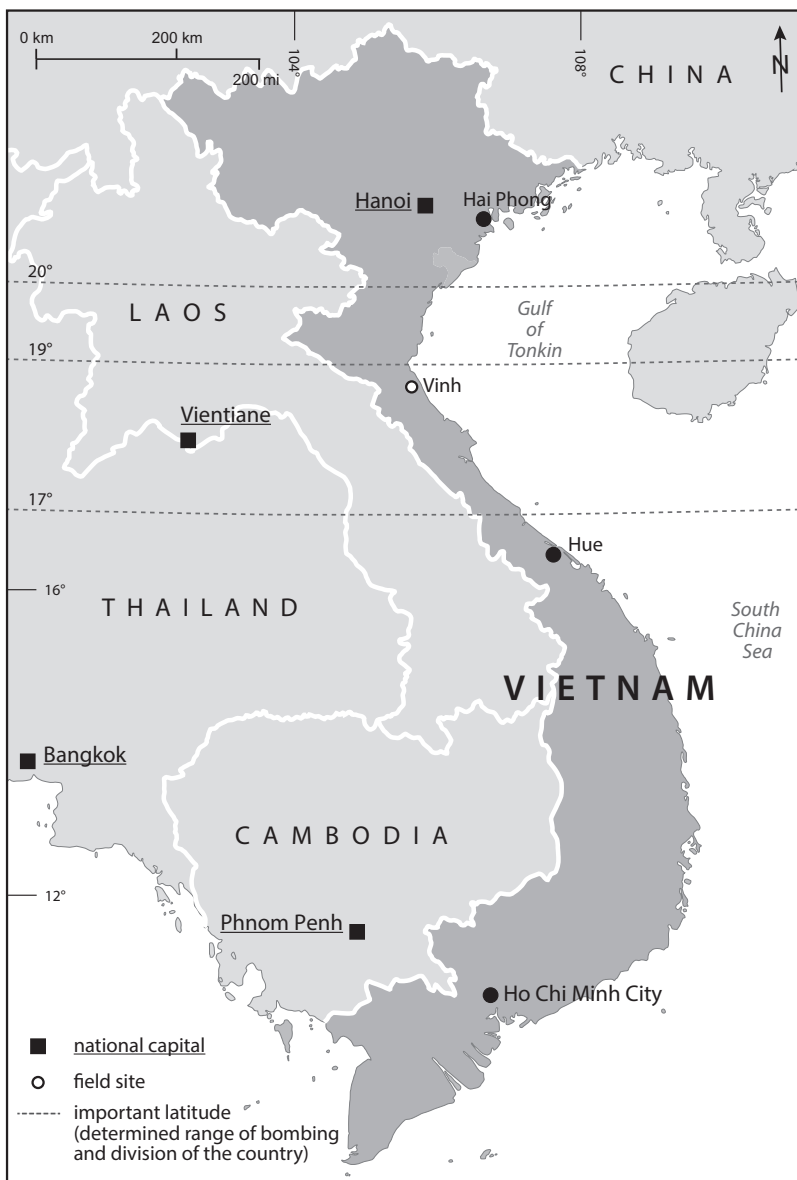 0 km
200 km
200 mi
104°
108°
N
CHINA
Hanoi
Hai Phong
20°
LAOS
Gulf
of
Tonkin
19°
Vinh
Vientiane
17°
Hue
16°
THAILAND
South
China
Sea
VIETNAM
Bangkok
CAMBODIA
12°
Phnom Penh
Ho Chi Minh City
national capital
field site
important latitude
(determined range of bombing
and division of the country)